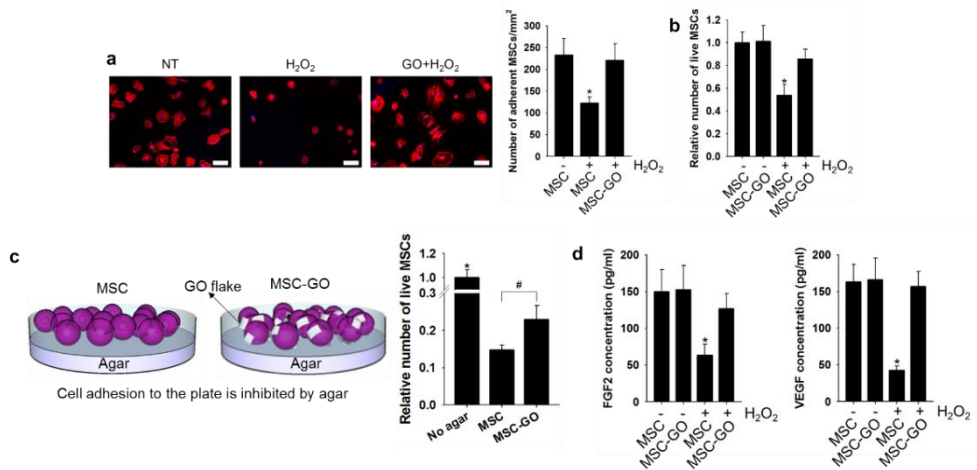 a
NT
H₂O₂
GO+H₂O₂
Number of adherent MSCs/mm²
300
250
200
150
100
50
0
*
- + + H₂O₂
MSC
MSC
MSC-GO
b
Relative number of live MSCs
1.2
1.0
0.8
0.6
0.4
0.2
0.0
*
- - + + H₂O₂
MSC
MSC-GO
MSC
MSC-GO
c
MSC
GO flake
MSC-GO
Agar
Agar
Cell adhesion to the plate is inhibited by agar
Relative number of live MSCs
1.2
1.1
1.0
0.3
0.2
0.1
0.0
*
#
No agar
MSC
MSC-GO
d
FGF2 concentration (pg/ml)
200
150
100
50
0
*
- - + + H₂O₂
MSC
MSC-GO
MSC
MSC-GO
VEGF concentration (pg/ml)
200
150
100
50
0
*
- - + + H₂O₂
MSC
MSC-GO
MSC
MSC-GO